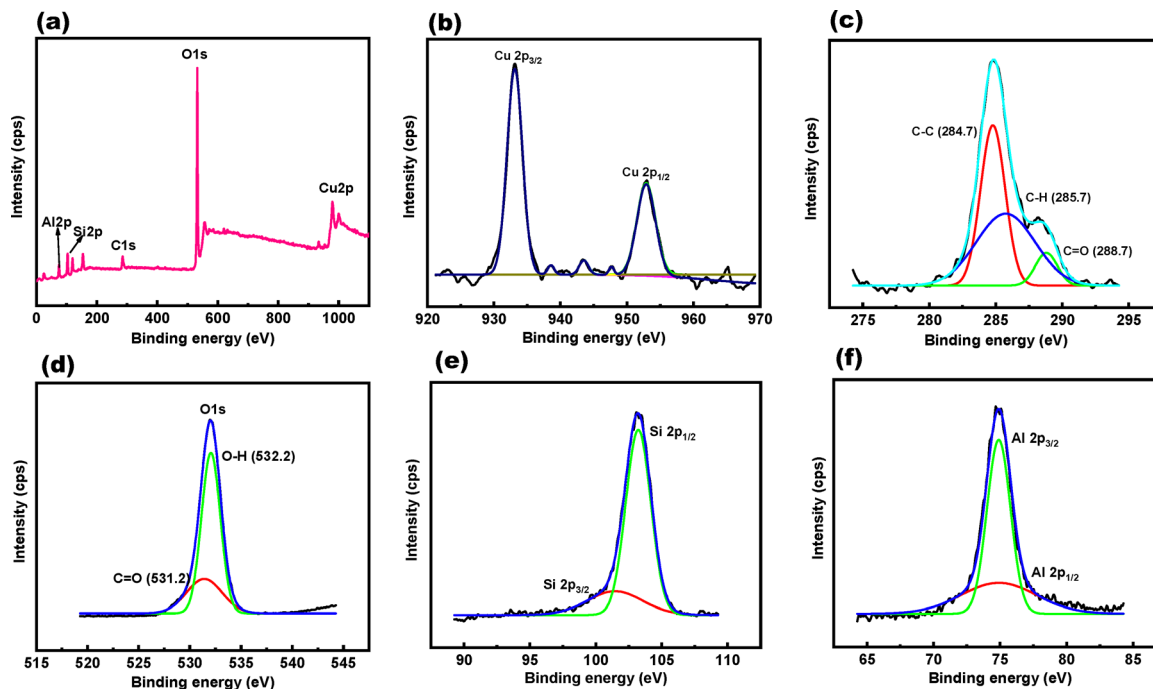 (a)
O1s
Al2p
Si2p
C1s
Cu2p
Intensity (cps)
0 200 400 600 800 1000
Binding energy (eV)
(b)
Cu 2p3/2
Cu 2p1/2
Intensity (cps)
920 930 940 950 960 970
Binding energy (eV)
(c)
C-C (284.7)
C-H (285.7)
C=O (288.7)
Intensity (cps)
275 280 285 290 295
Binding energy (eV)
(d)
O1s
O-H (532.2)
C=O (531.2)
Intensity (cps)
515 520 525 530 535 540 545
Binding energy (eV)
(e)
Si 2p1/2
Si 2p3/2
Intensity (cps)
90 95 100 105 110
Binding energy (eV)
(f)
Al 2p3/2
Al 2p1/2
Intensity (cps)
65 70 75 80 85
Binding energy (eV)